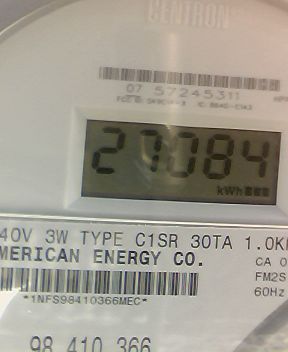 CENTRON
07 57245311
27084
kWh
40V 3W TYPE C1SR 30TA 1.0K
MERICAN ENERGY CO.
CA 0
FM2S
*1NFS98410366MEC*
60Hz
98 410 366